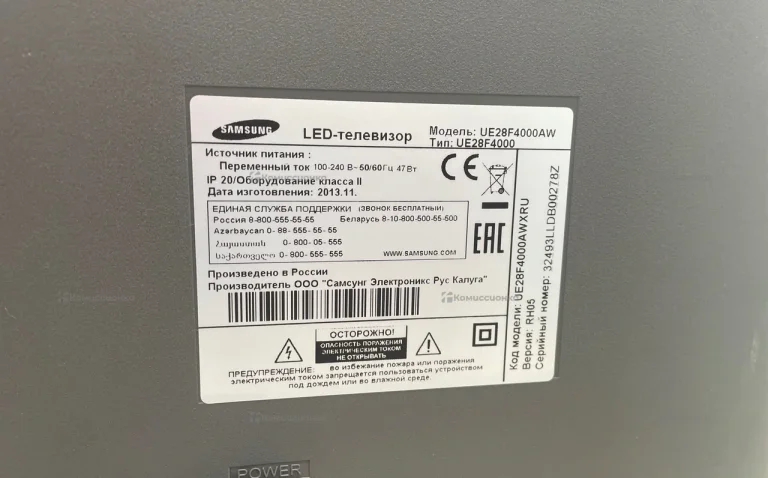 SAMSUNG
LED-телевизор
Модель: UE28F4000AW
Тип: UE28F4000
Источник питания :
Переменный ток 100-240 В~50/60Гц 47 Вт
IP 20/Оборудование класса II
Дата изготовления: 2013.11.
ЕДИНАЯ СЛУЖБА ПОДДЕРЖКИ (ЗВОНОК БЕСПЛАТНЫЙ)
Россия 8-800-555-55-55 Беларусь 8-10-800-500-55-500
Azərbaycan 0-88-555-55-55
Հայաստան 0-800-05-555
საქართველო 0-800-555-555 WWW.SAMSUNG.COM
Произведено в России
Производитель ООО "Самсунг Электроникс Рус Калуга"
CE
EAC
Код модели: UE28F4000AWXRU
Версия: RH05
Серийный номер: 32493LLDB00278Z
ОСТОРОЖНО!
ОПАСНОСТЬ ПОРАЖЕНИЯ
ЭЛЕКТРИЧЕСКИМ ТОКОМ
НЕ ОТКРЫВАТЬ
ПРЕДУПРЕЖДЕНИЕ: во избежание пожара или поражения
электрическим током запрещается пользоваться устройством
под дождем или во влажной среде.
POWER